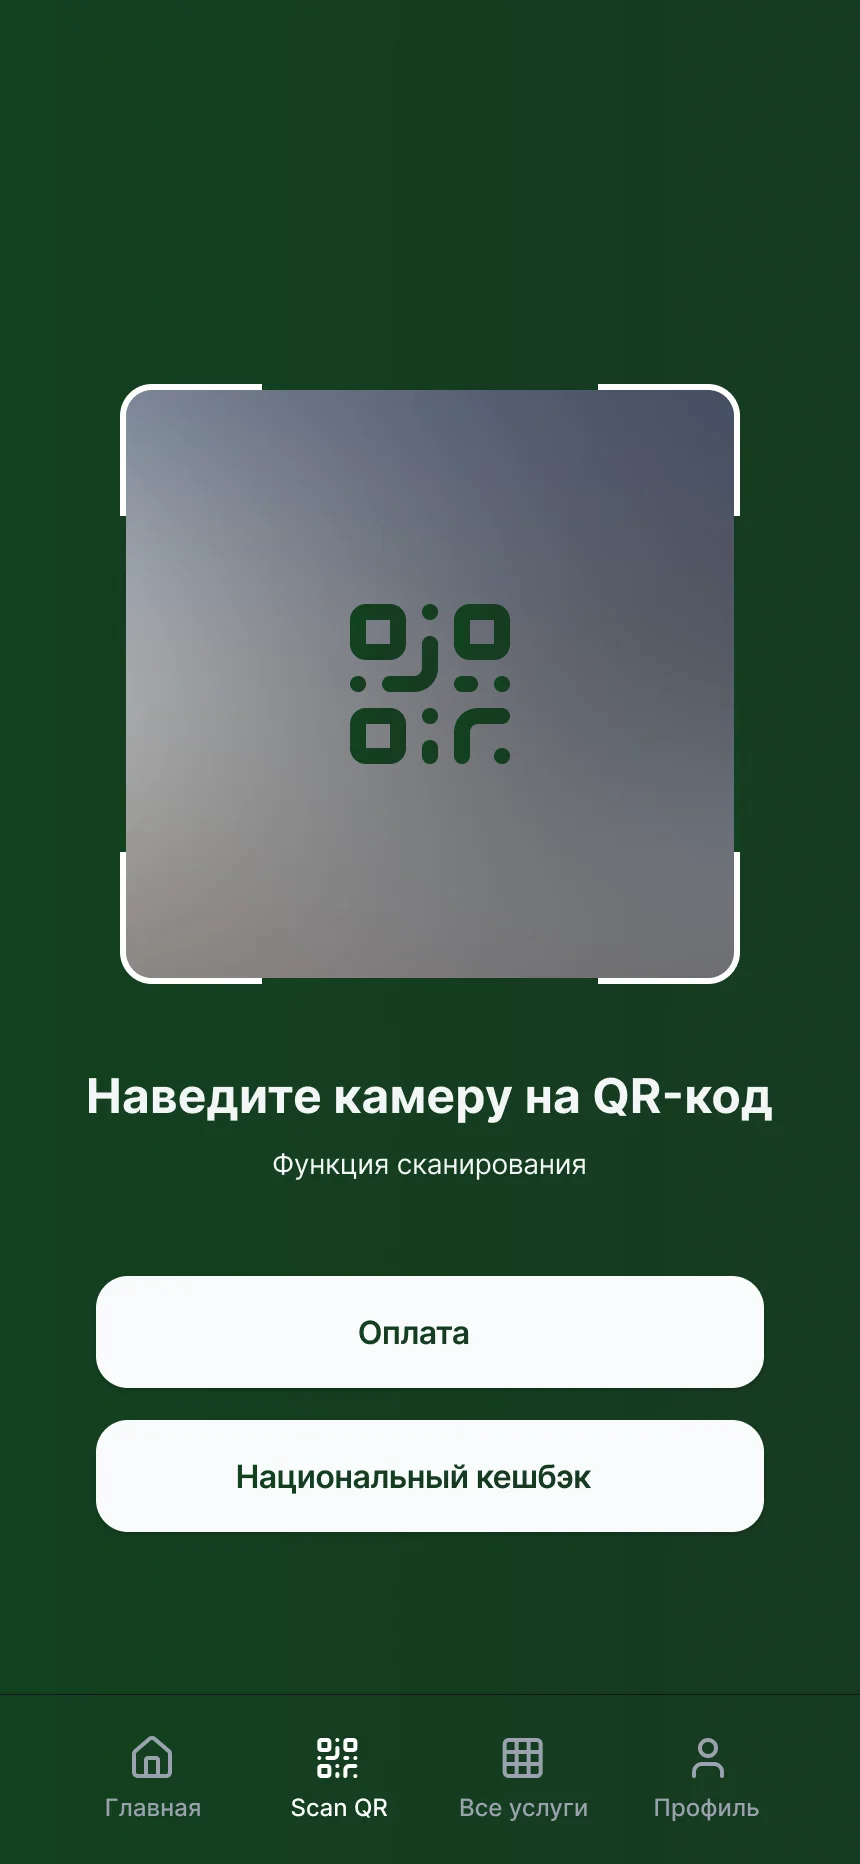 Наведите камеру на QR-код
Функция сканирования
Оплата
Национальный кешбэк
Главная
Scan QR
Все услуги
Профиль